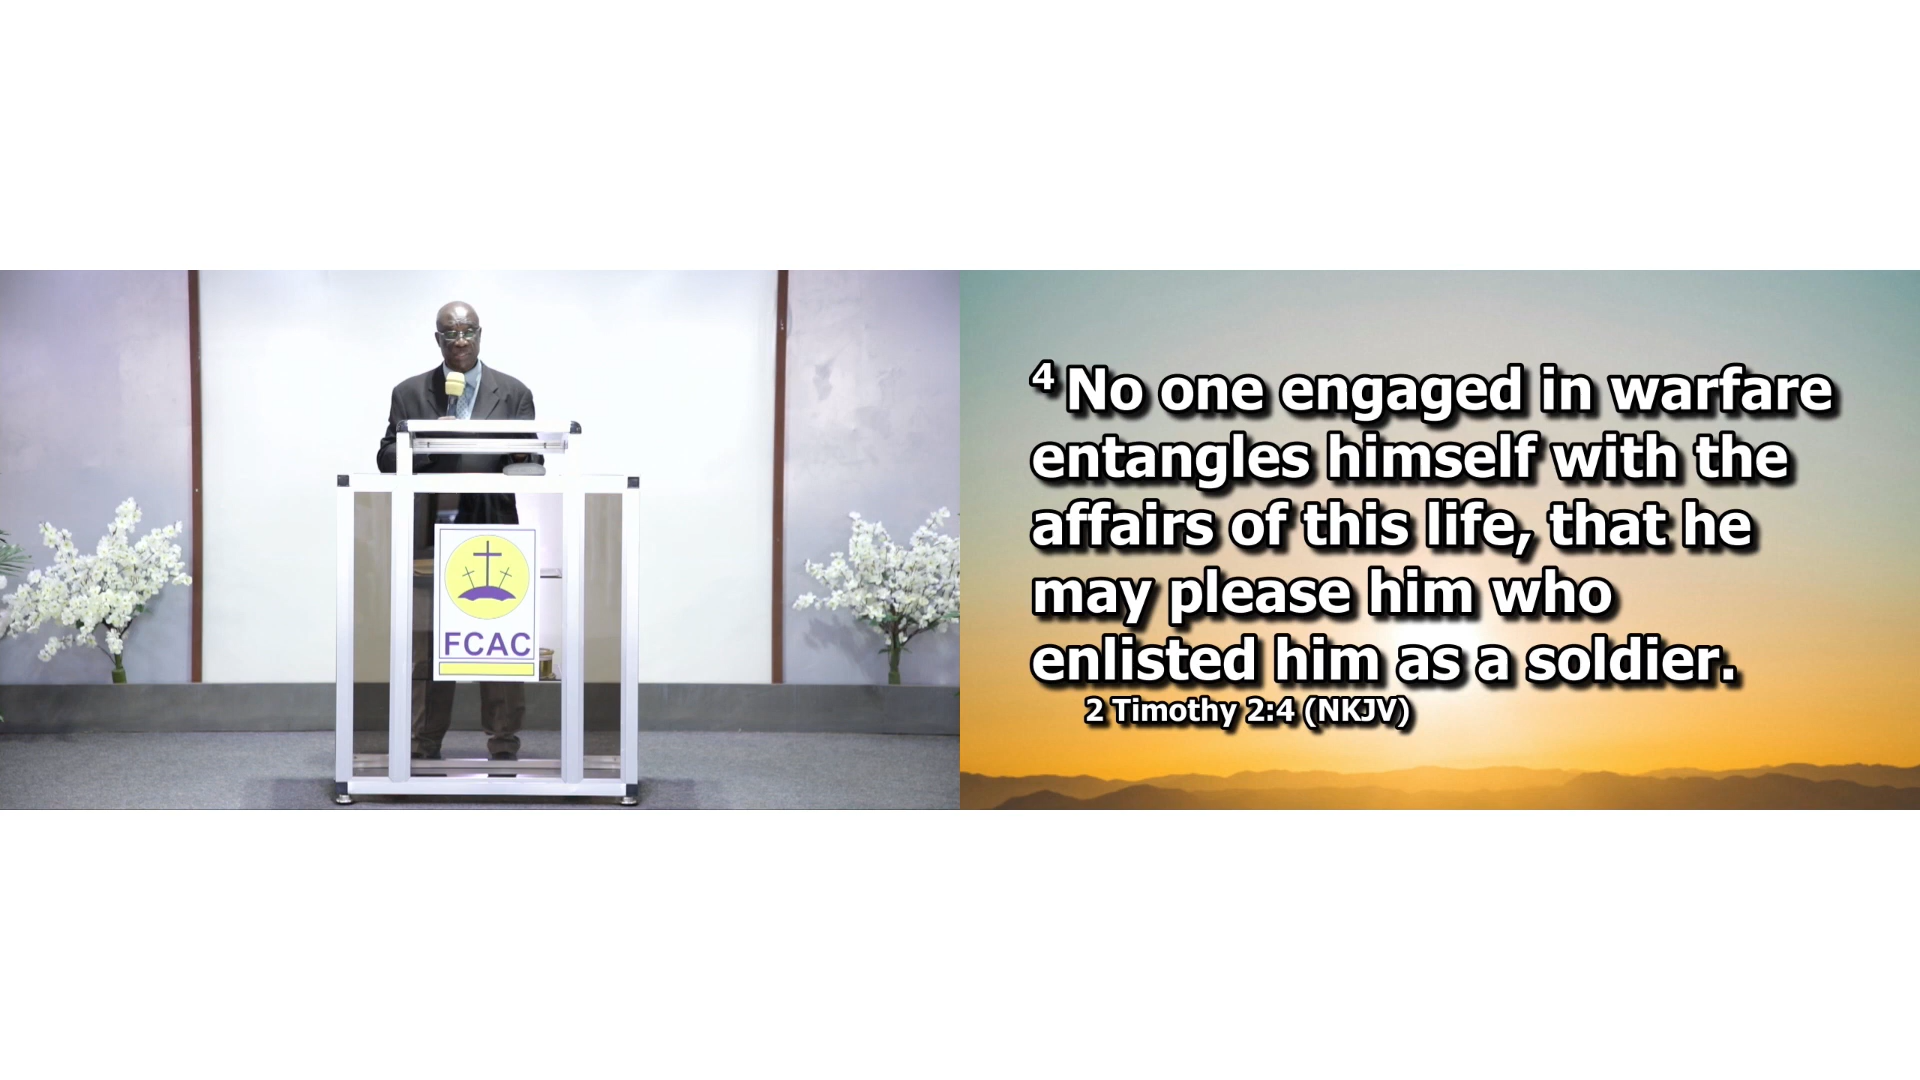 FCAC
4 No one engaged in warfare
entangles himself with the
affairs of this life, that he
may please him who
enlisted him as a soldier.
2 Timothy 2:4 (NKJV)